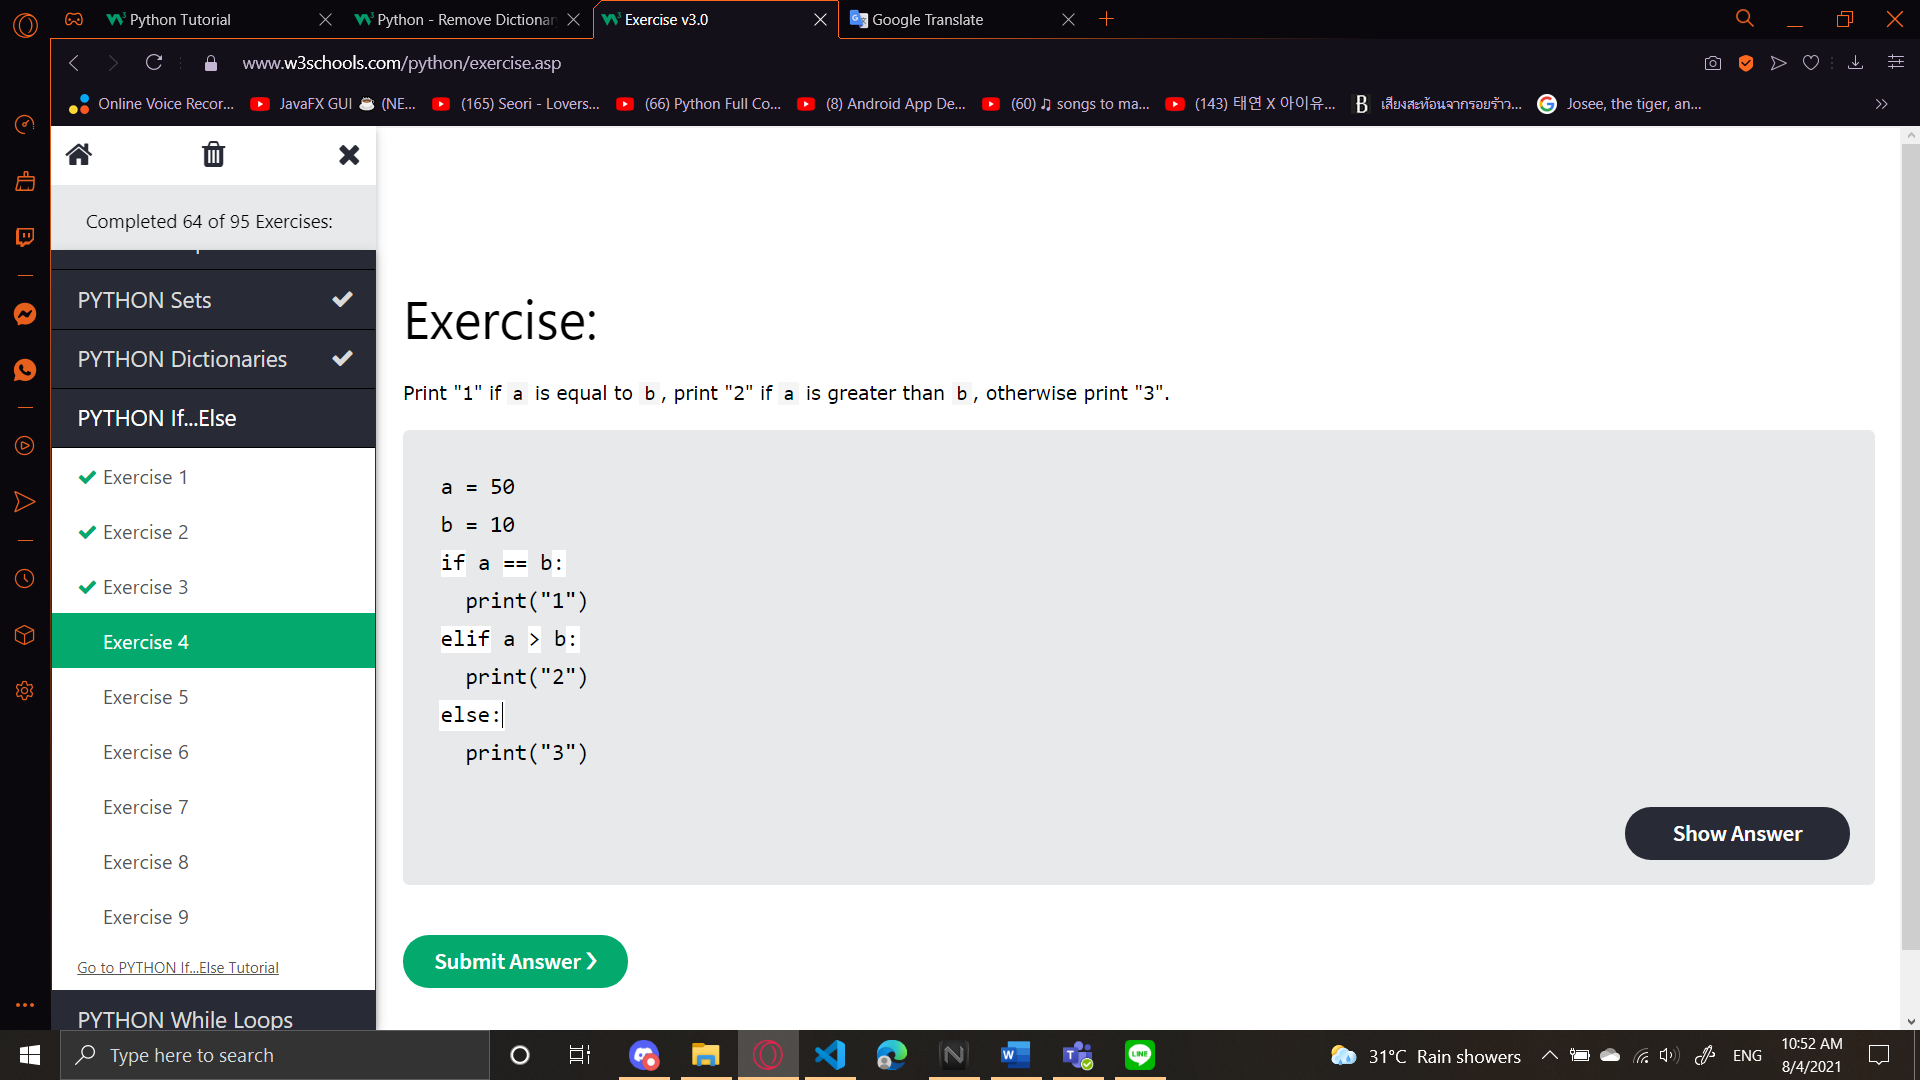 Python Tutorial
Python - Remove Dictionar
Exercise v3.0
Google Translate
www.w3schools.com/python/exercise.asp
Online Voice Recor...
JavaFX GUI ☕ (NE...
(165) Seori - Lovers...
(66) Python Full Co...
(8) Android App De...
(60) ♫ songs to ma...
(143) 태연 X 아이유...
B
เสียงสะท้อนจากรอยร้าว...
Josee, the tiger, an...
Completed 64 of 95 Exercises:
PYTHON Sets
PYTHON Dictionaries
PYTHON If...Else
Exercise 1
Exercise 2
Exercise 3
Exercise 4
Exercise 5
Exercise 6
Exercise 7
Exercise 8
Exercise 9
Go to PYTHON If...Else Tutorial
PYTHON While Loops
Exercise:
Print "1" if a is equal to b, print "2" if a is greater than b, otherwise print "3".
a = 50
b = 10
if a == b:
  print("1")
elif a > b:
  print("2")
else:
  print("3")
Show Answer
Submit Answer ❯
Type here to search
31°C Rain showers
ENG
10:52 AM
8/4/2021